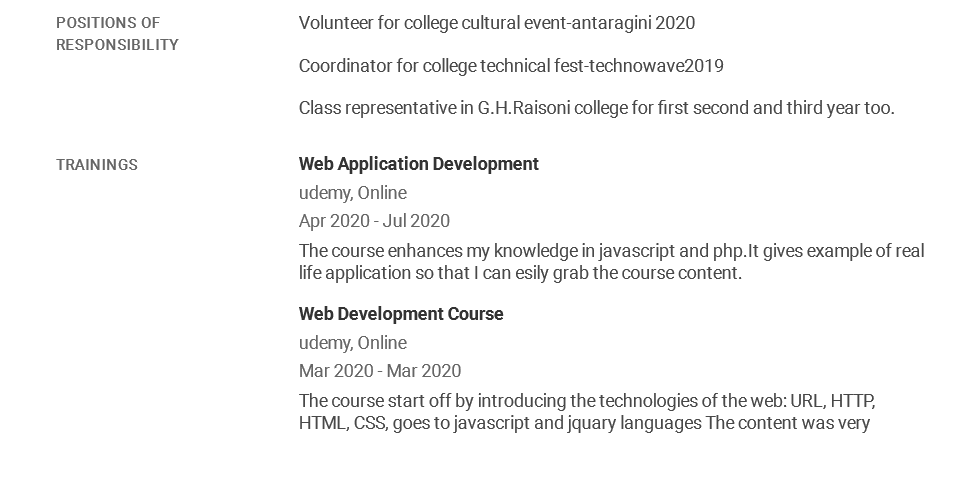 POSITIONS OF
RESPONSIBILITY
Volunteer for college cultural event-antaragini 2020
Coordinator for college technical fest-technowave2019
Class representative in G.H.Raisoni college for first second and third year too.
TRAININGS
Web Application Development
udemy, Online
Apr 2020 - Jul 2020
The course enhances my knowledge in javascript and php.It gives example of real
life application so that I can esily grab the course content.
Web Development Course
udemy, Online
Mar 2020 - Mar 2020
The course start off by introducing the technologies of the web: URL, HTTP,
HTML, CSS, goes to javascript and jquary languages The content was very